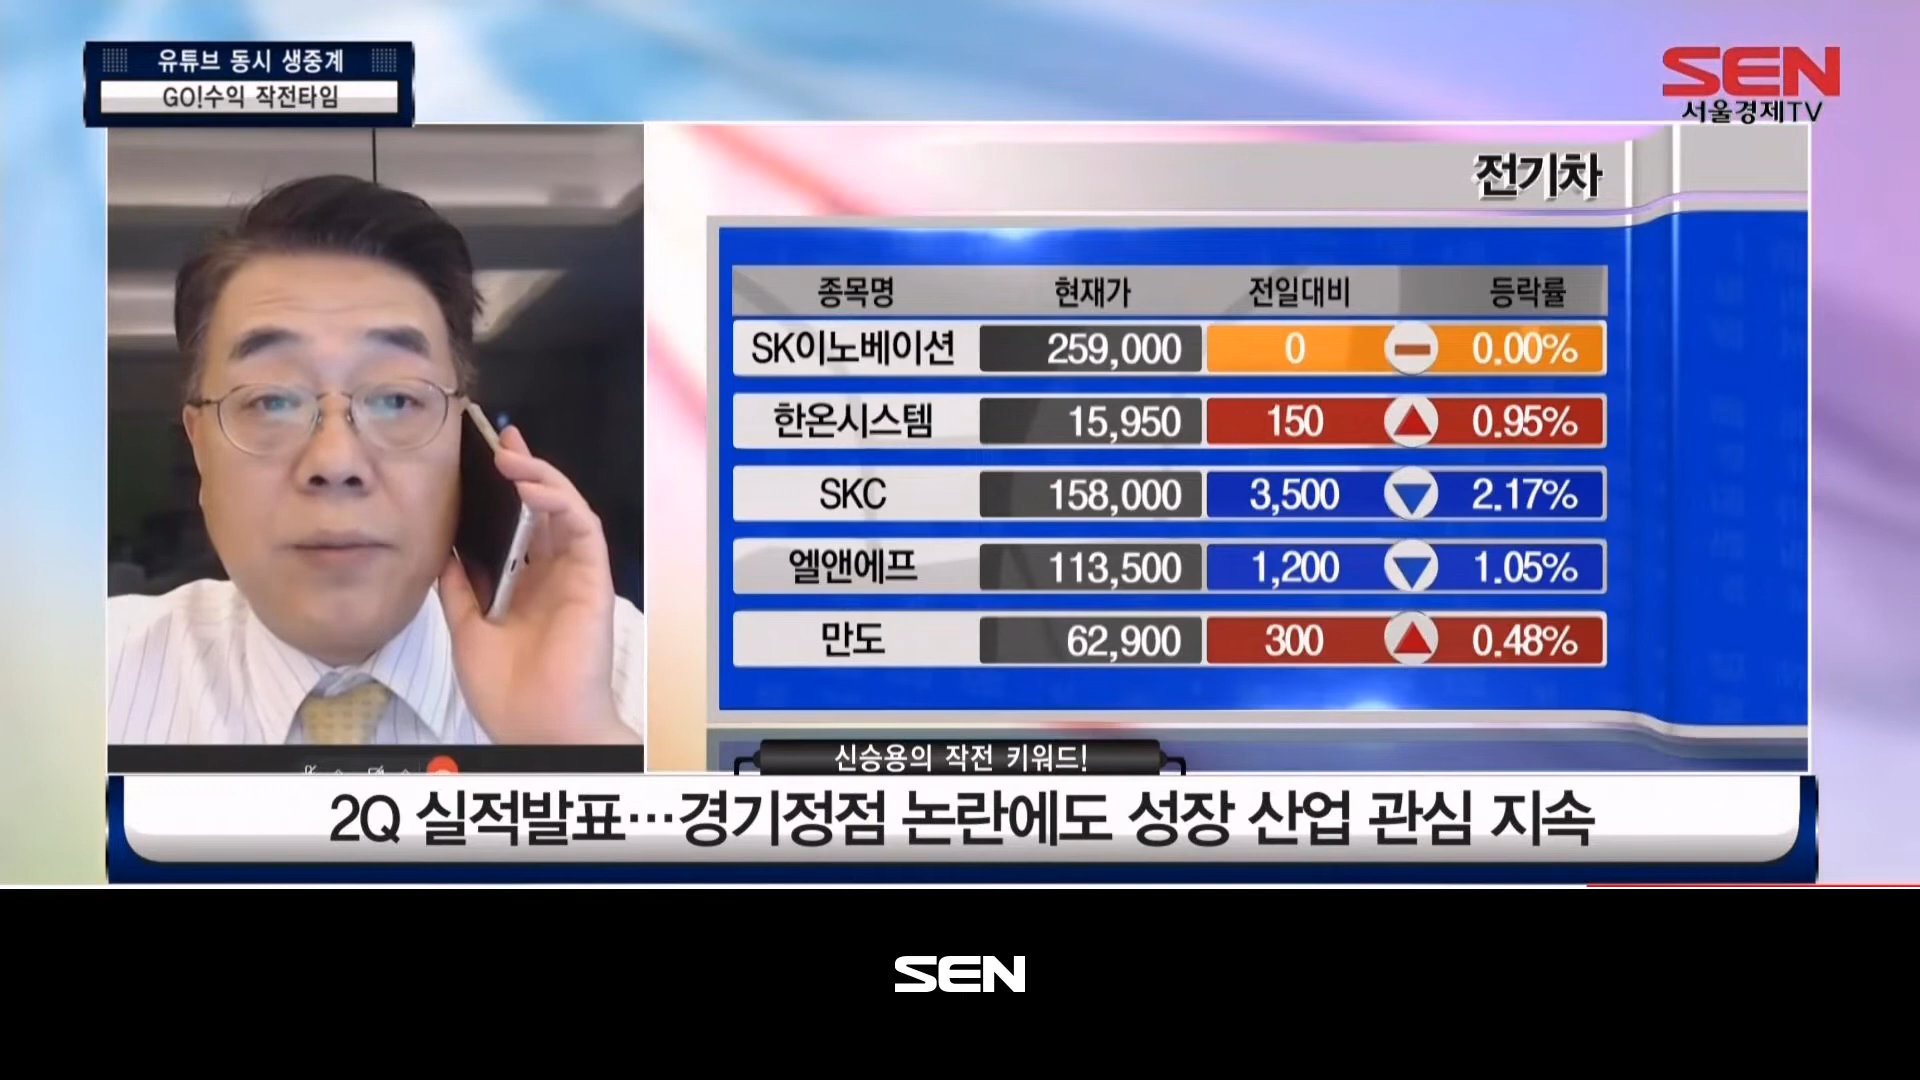 유튜브 동시 생중계
GO!수익 작전타임
SEN
서울경제TV
전기차
종목명 현재가 전일대비 등락률
SK이노베이션 259,000 0 0.00%
한온시스템 15,950 150 0.95%
SKC 158,000 3,500 2.17%
엘앤에프 113,500 1,200 1.05%
만도 62,900 300 0.48%
신승용의 작전 키워드!
2Q 실적발표…경기정점 논란에도 성장 산업 관심 지속
SEN